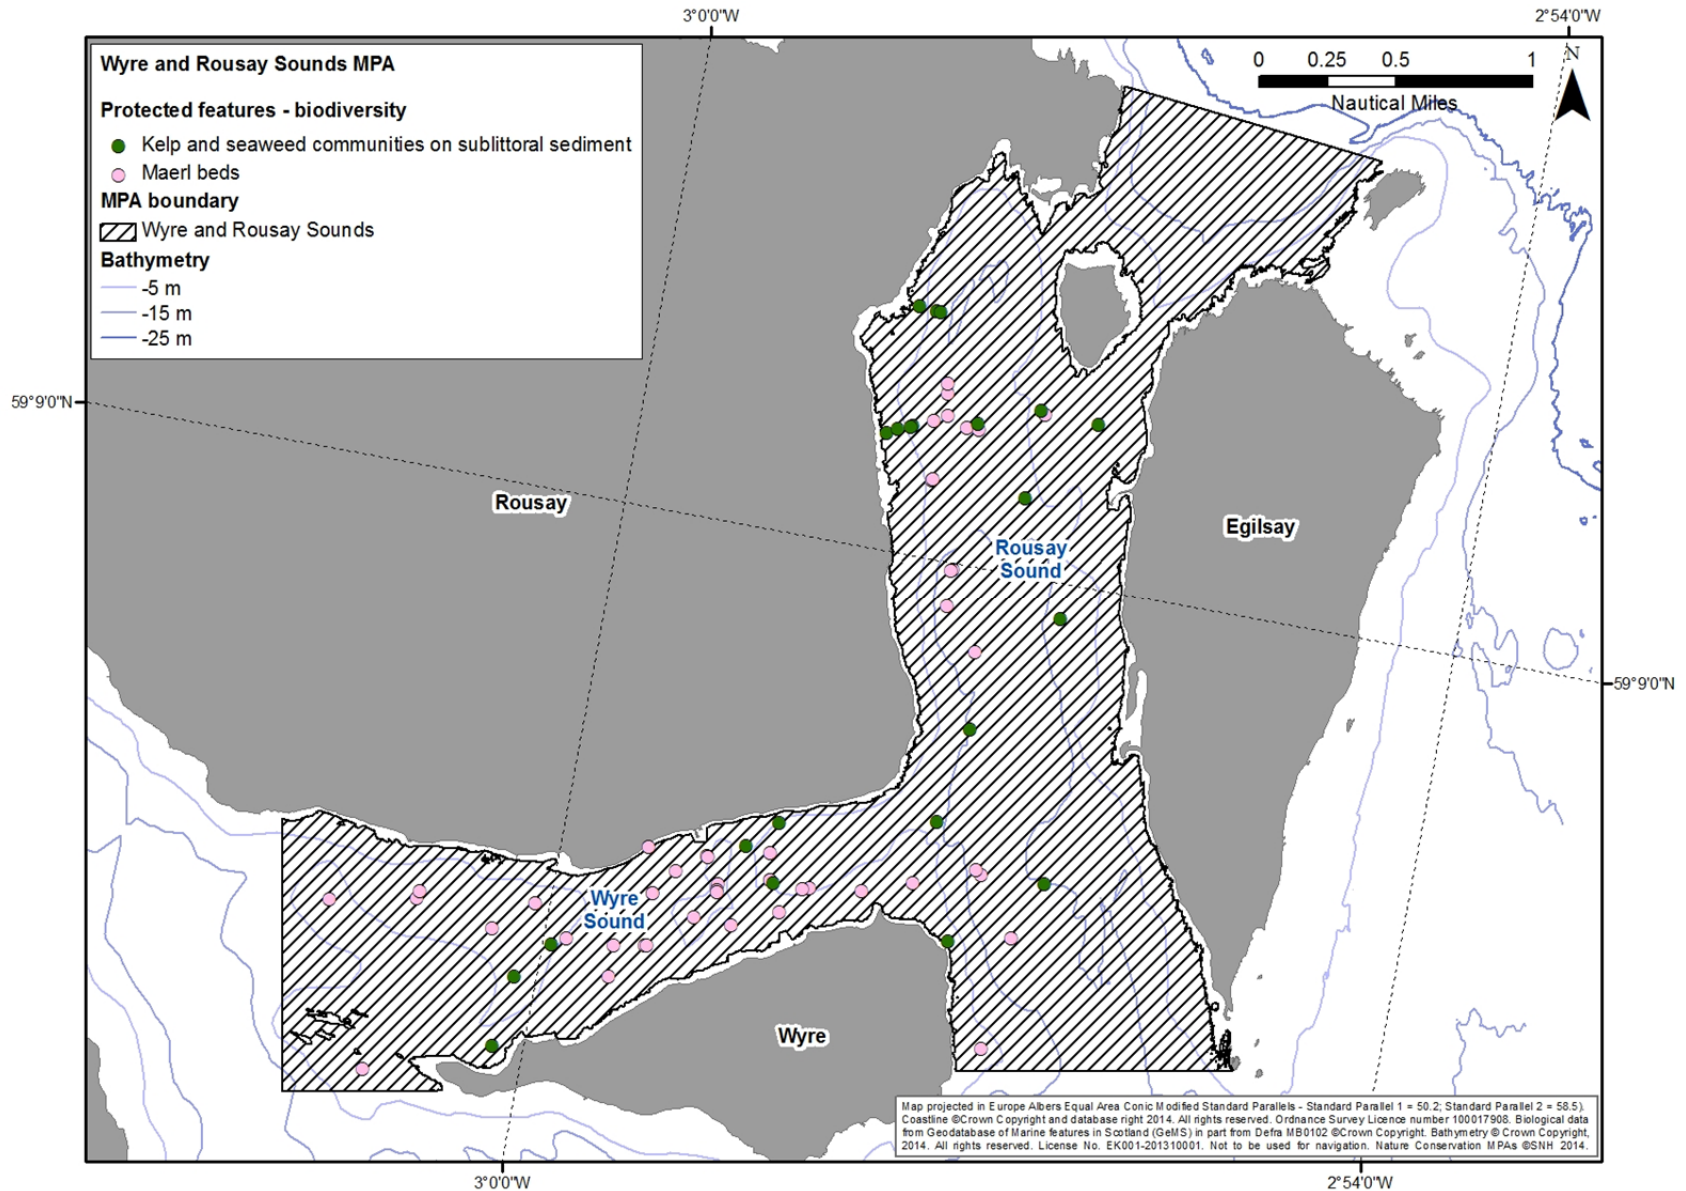 3°0'0"W
2°54'0"W
Wyre and Rousay Sounds MPA
Protected features - biodiversity
Kelp and seaweed communities on sublittoral sediment
Maerl beds
MPA boundary
Wyre and Rousay Sounds
Bathymetry
-5 m
-15 m
-25 m
0 0.25 0.5 1
Nautical Miles
N
59°9'0"N
Rousay
Egilsay
Rousay
Sound
59°9'0"N
Wyre
Sound
Wyre
Map projected in Europe Albers Equal Area Conic Modified Standard Parallels - Standard Parallel 1 = 50.2; Standard Parallel 2 = 58.5).
Coastline ©Crown Copyright and database right 2014. All rights reserved. Ordnance Survey Licence number 100017908. Biological data
from Geodatabase of Marine features in Scotland (GeMS) in part from Defra MB0102 ©Crown Copyright. Bathymetry © Crown Copyright,
2014. All rights reserved. License No. EK001-201310001. Not to be used for navigation. Nature Conservation MPAs ©SNH 2014.
3°0'0"W
2°54'0"W